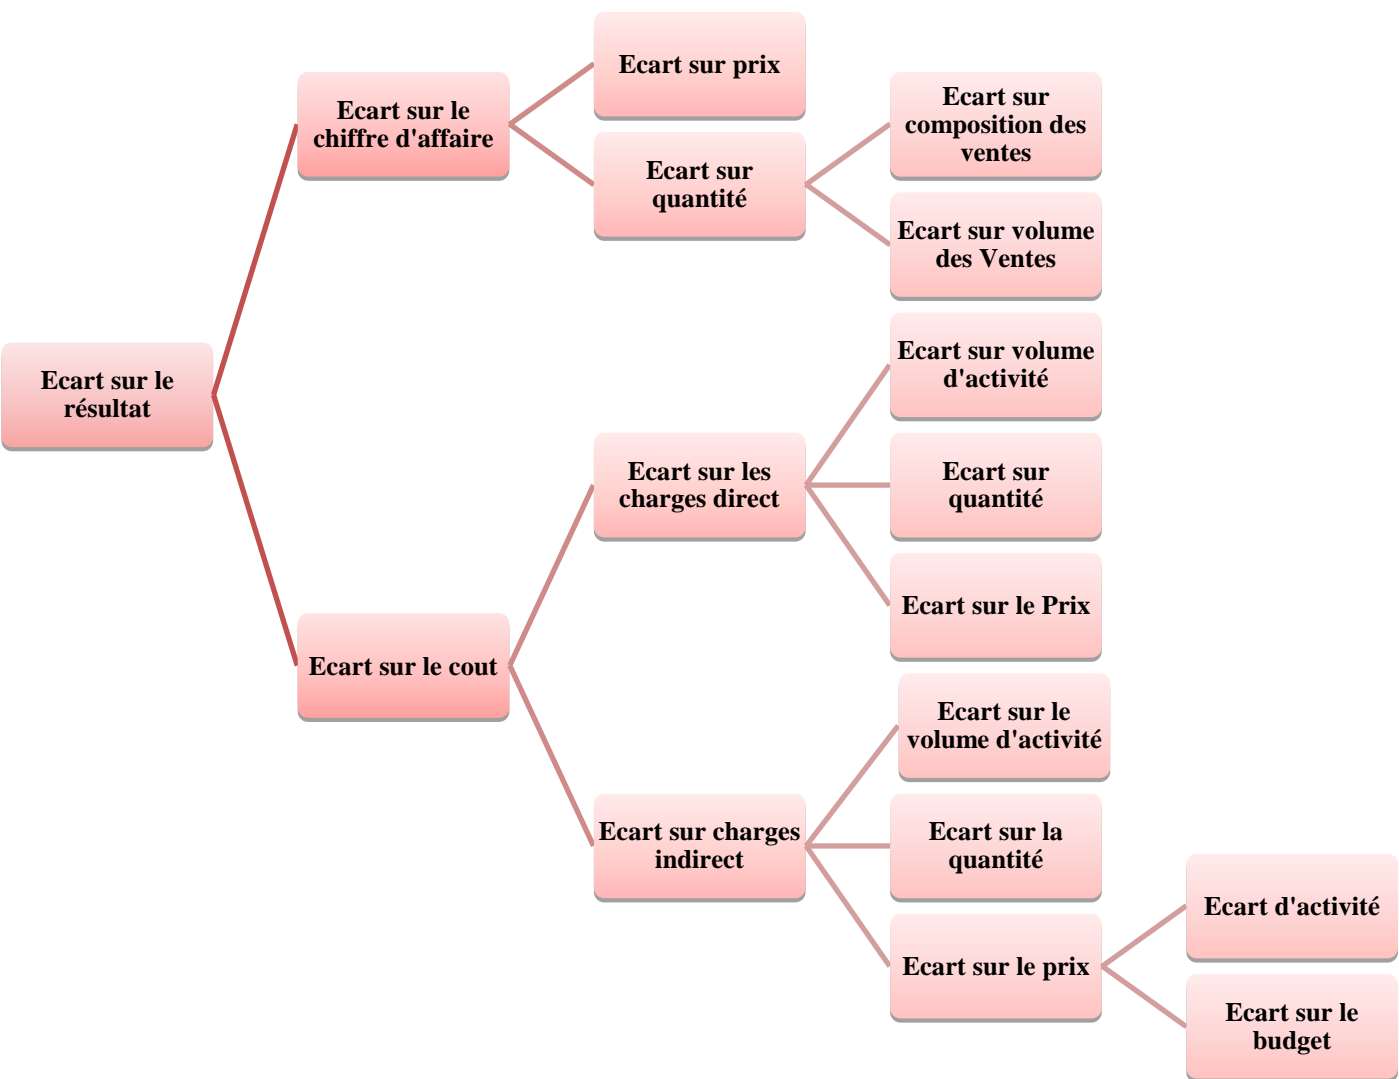 Ecart sur le
résultat
Ecart sur le
chiffre d'affaire
Ecart sur prix
Ecart sur
quantité
Ecart sur
composition des
ventes
Ecart sur volume
des Ventes
Ecart sur le cout
Ecart sur les
charges direct
Ecart sur volume
d'activité
Ecart sur
quantité
Ecart sur le Prix
Ecart sur charges
indirect
Ecart sur le
volume d'activité
Ecart sur la
quantité
Ecart sur le prix
Ecart d'activité
Ecart sur le
budget